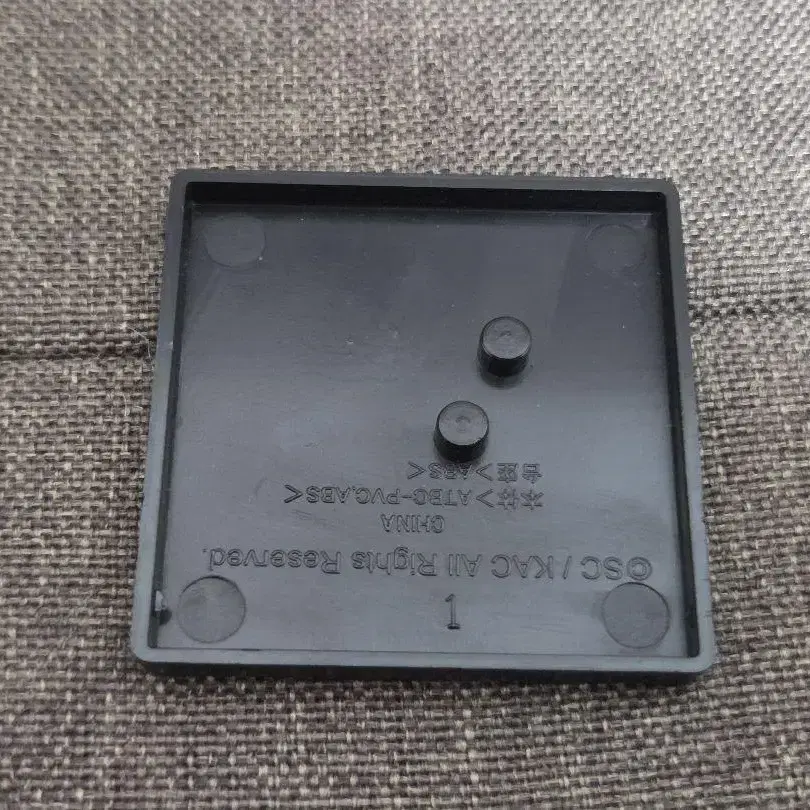 1
©SC / KAC All Rights Reserved.
CHINA
本体>ATBC-PVC,ABS<
台座>ABS<